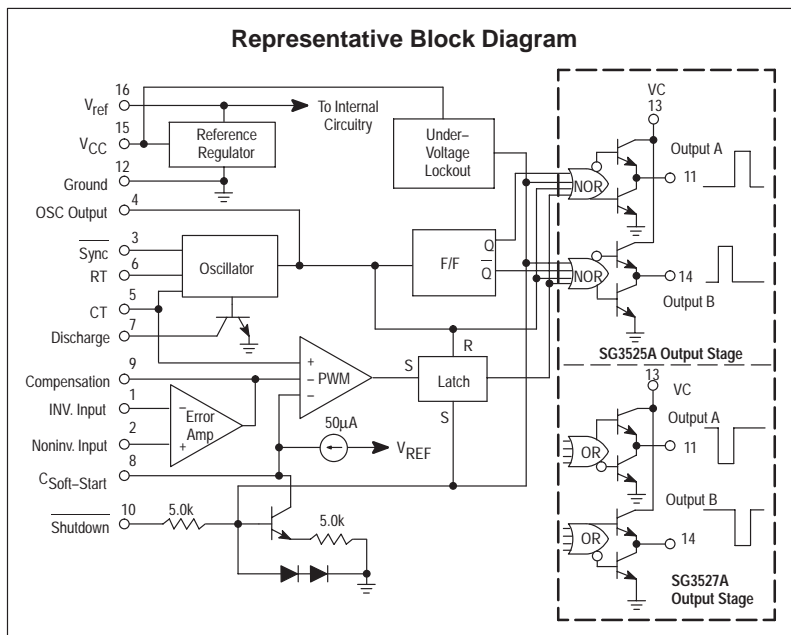 Representative Block Diagram
16
Vref
To Internal
Circuitry
15
VCC
Reference
Regulator
Under–
Voltage
Lockout
12
Ground
4
OSC Output
3
Sync
6
RT
Oscillator
5
CT
7
Discharge
F/F
Q
Q
NOR
NOR
VC
13
Output A
11
14
Output B
SG3525A Output Stage
9
Compensation
1
INV. Input
2
Noninv. Input
Error
Amp
–
+
+
–
–
PWM
S
R
Latch
S
8
CSoft–Start
50µA
VREF
10
Shutdown
5.0k
5.0k
13
VC
Output A
11
OR
Output B
14
OR
SG3527A
Output Stage